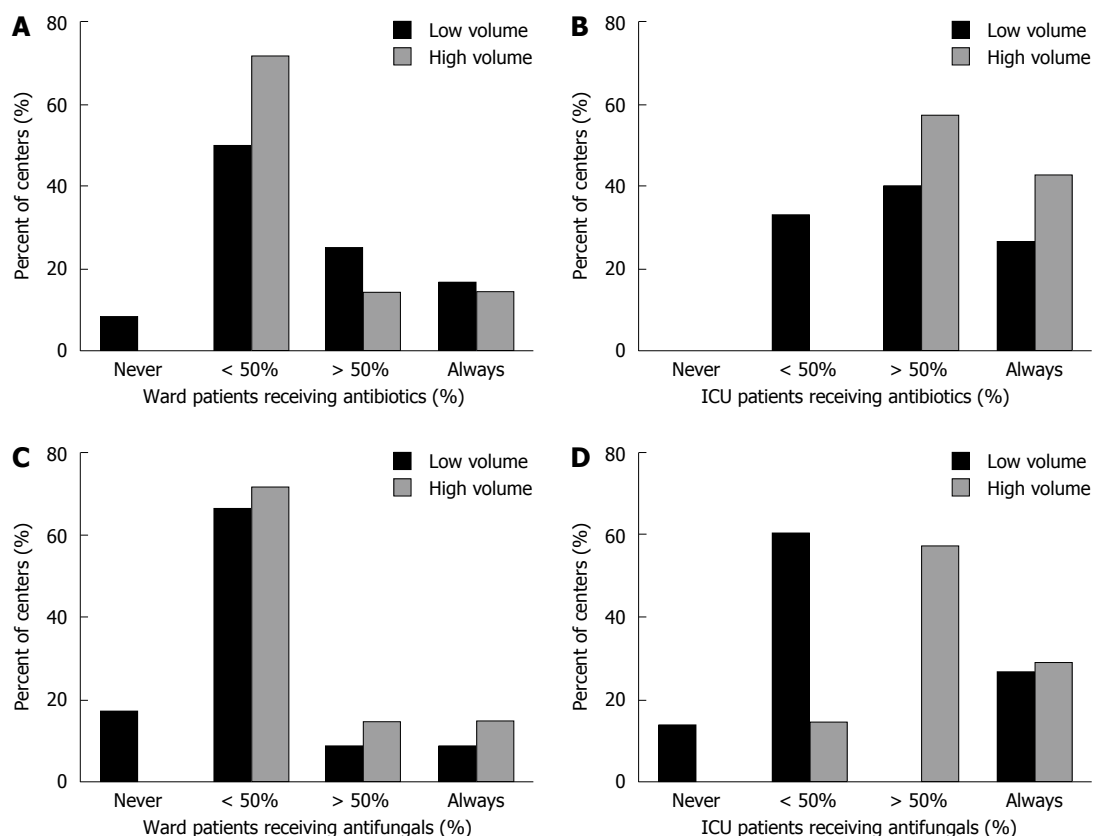 A
80
60
40
20
0
Percent of centers (%)
Low volume
High volume
Never < 50% > 50% Always
Ward patients receiving antibiotics (%)
B
80
60
40
20
0
Percent of centers (%)
Low volume
High volume
Never < 50% > 50% Always
ICU patients receiving antibiotics (%)
C
80
60
40
20
0
Percent of centers (%)
Low volume
High volume
Never < 50% > 50% Always
Ward patients receiving antifungals (%)
D
80
60
40
20
0
Percent of centers (%)
Low volume
High volume
Never < 50% > 50% Always
ICU patients receiving antifungals (%)